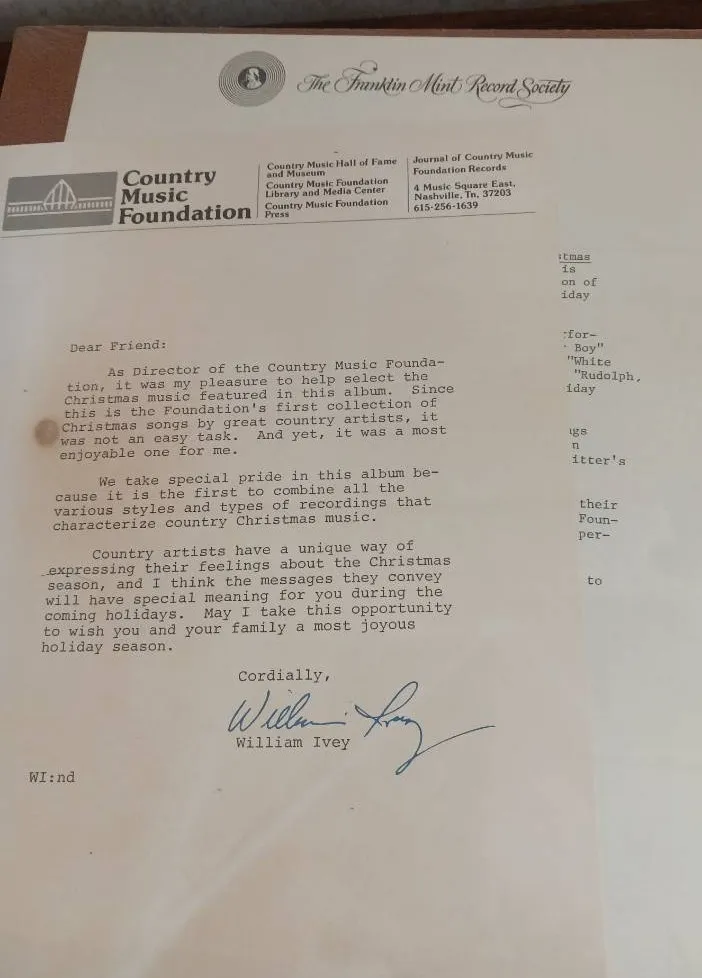 The Franklin Mint Record Society
Country
Music
Foundation
Country Music Hall of Fame
and Museum
Country Music Foundation
Library and Media Center
Country Music Foundation
Press
Journal of Country Music
Foundation Records
4 Music Square East,
Nashville, Tn, 37203
615-256-1639
Dear Friend:
As Director of the Country Music Founda-
tion, it was my pleasure to help select the
Christmas music featured in this album. Since
this is the Foundation's first collection of
Christmas songs by great country artists, it
was not an easy task. And yet, it was a most
enjoyable one for me.
We take special pride in this album be-
cause it is the first to combine all the
various styles and types of recordings that
characterize country Christmas music.
Country artists have a unique way of
expressing their feelings about the Christmas
season, and I think the messages they convey
will have special meaning for you during the
coming holidays. May I take this opportunity
to wish you and your family a most joyous
holiday season.
Cordially,
William Ivey
William Ivey
WI:nd
stmas
is
on of
iday
for-
Boy"
"White
"Rudolph,
iday
ngs
n
itter's
their
Foun-
per-
to